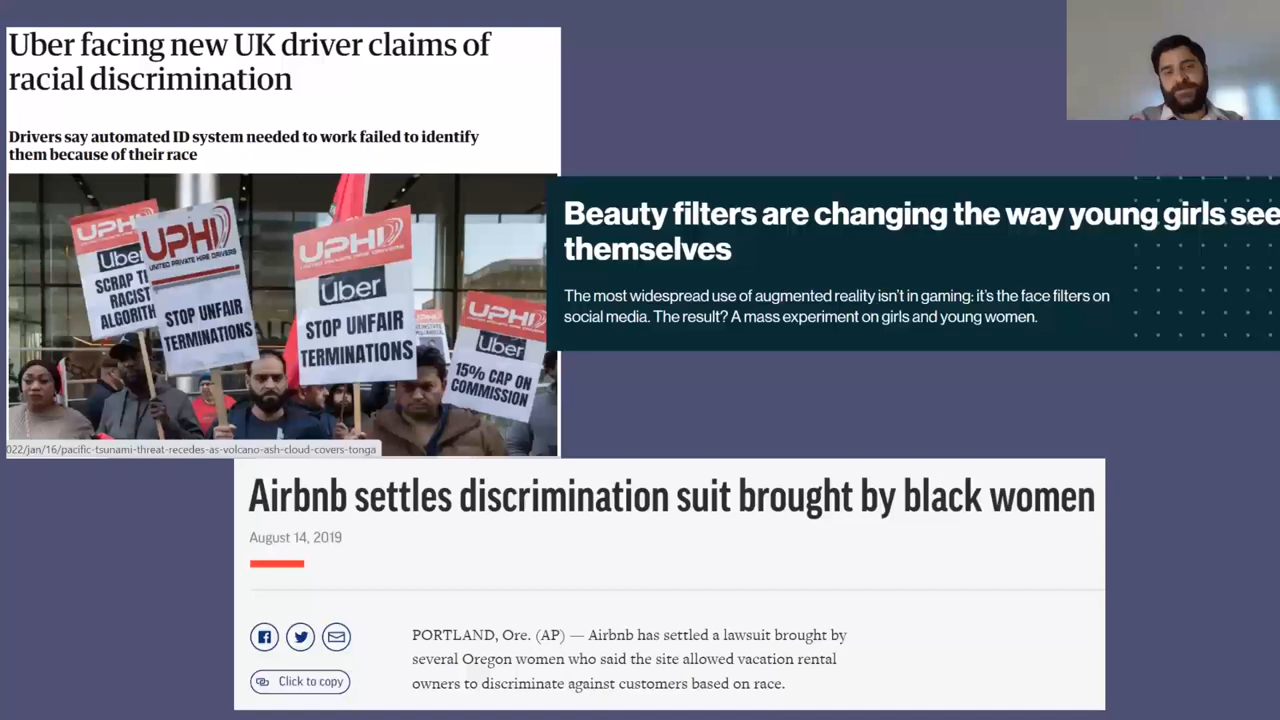 Uber facing new UK driver claims of
racial discrimination
Drivers say automated ID system needed to work failed to identify
them because of their race
UPHD
Uber
SCRAP
RACIST
ALGORITH
UPHD
UNITED PRIVATE HIRE DRIVERS
STOP UNFAIR
TERMINATIONS
UPHD
UNITED PRIVATE HIRE DRIVERS
Uber
STOP UNFAIR
TERMINATIONS
UPHD
Uber
15% CAP ON
COMMISSION
022/jan/16/pacific-tsunami-threat-recedes-as-volcano-ash-cloud-covers-tonga
Beauty filters are changing the way young girls see
themselves
The most widespread use of augmented reality isn't in gaming: it's the face filters on
social media. The result? A mass experiment on girls and young women.
Airbnb settles discrimination suit brought by black women
August 14, 2019
Click to copy
PORTLAND, Ore. (AP) — Airbnb has settled a lawsuit brought by
several Oregon women who said the site allowed vacation rental
owners to discriminate against customers based on race.